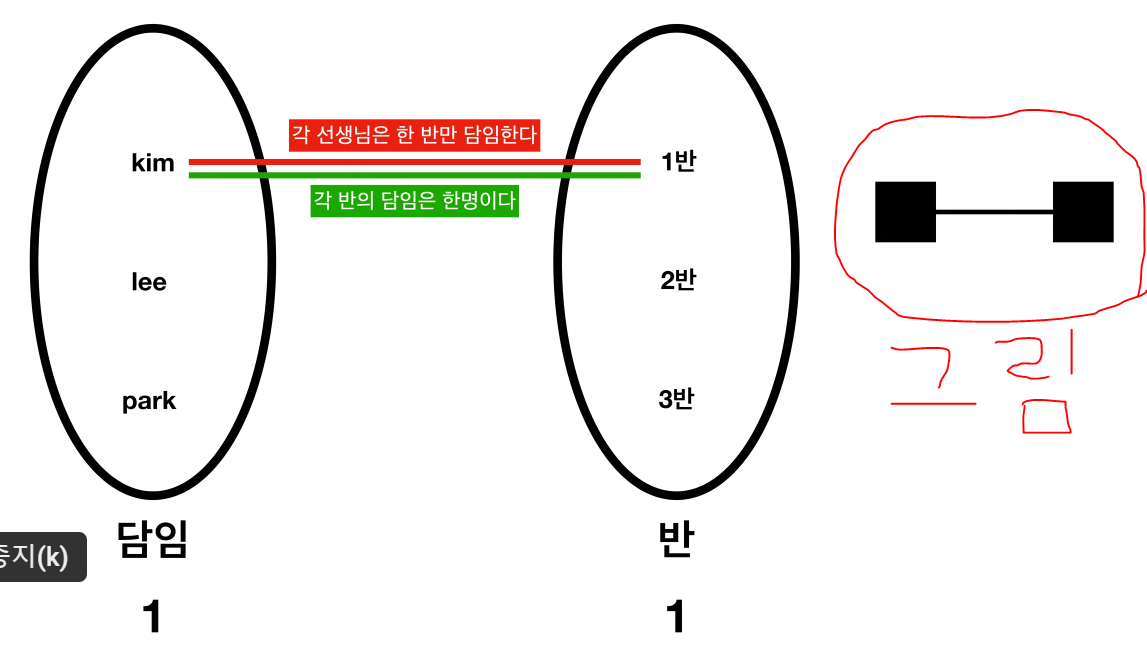 각 선생님은 한 반만 담임한다
kim
1반
각 반의 담임은 한명이다
lee
2반
그림
park
3반
담임
반
중지(k)
1
1